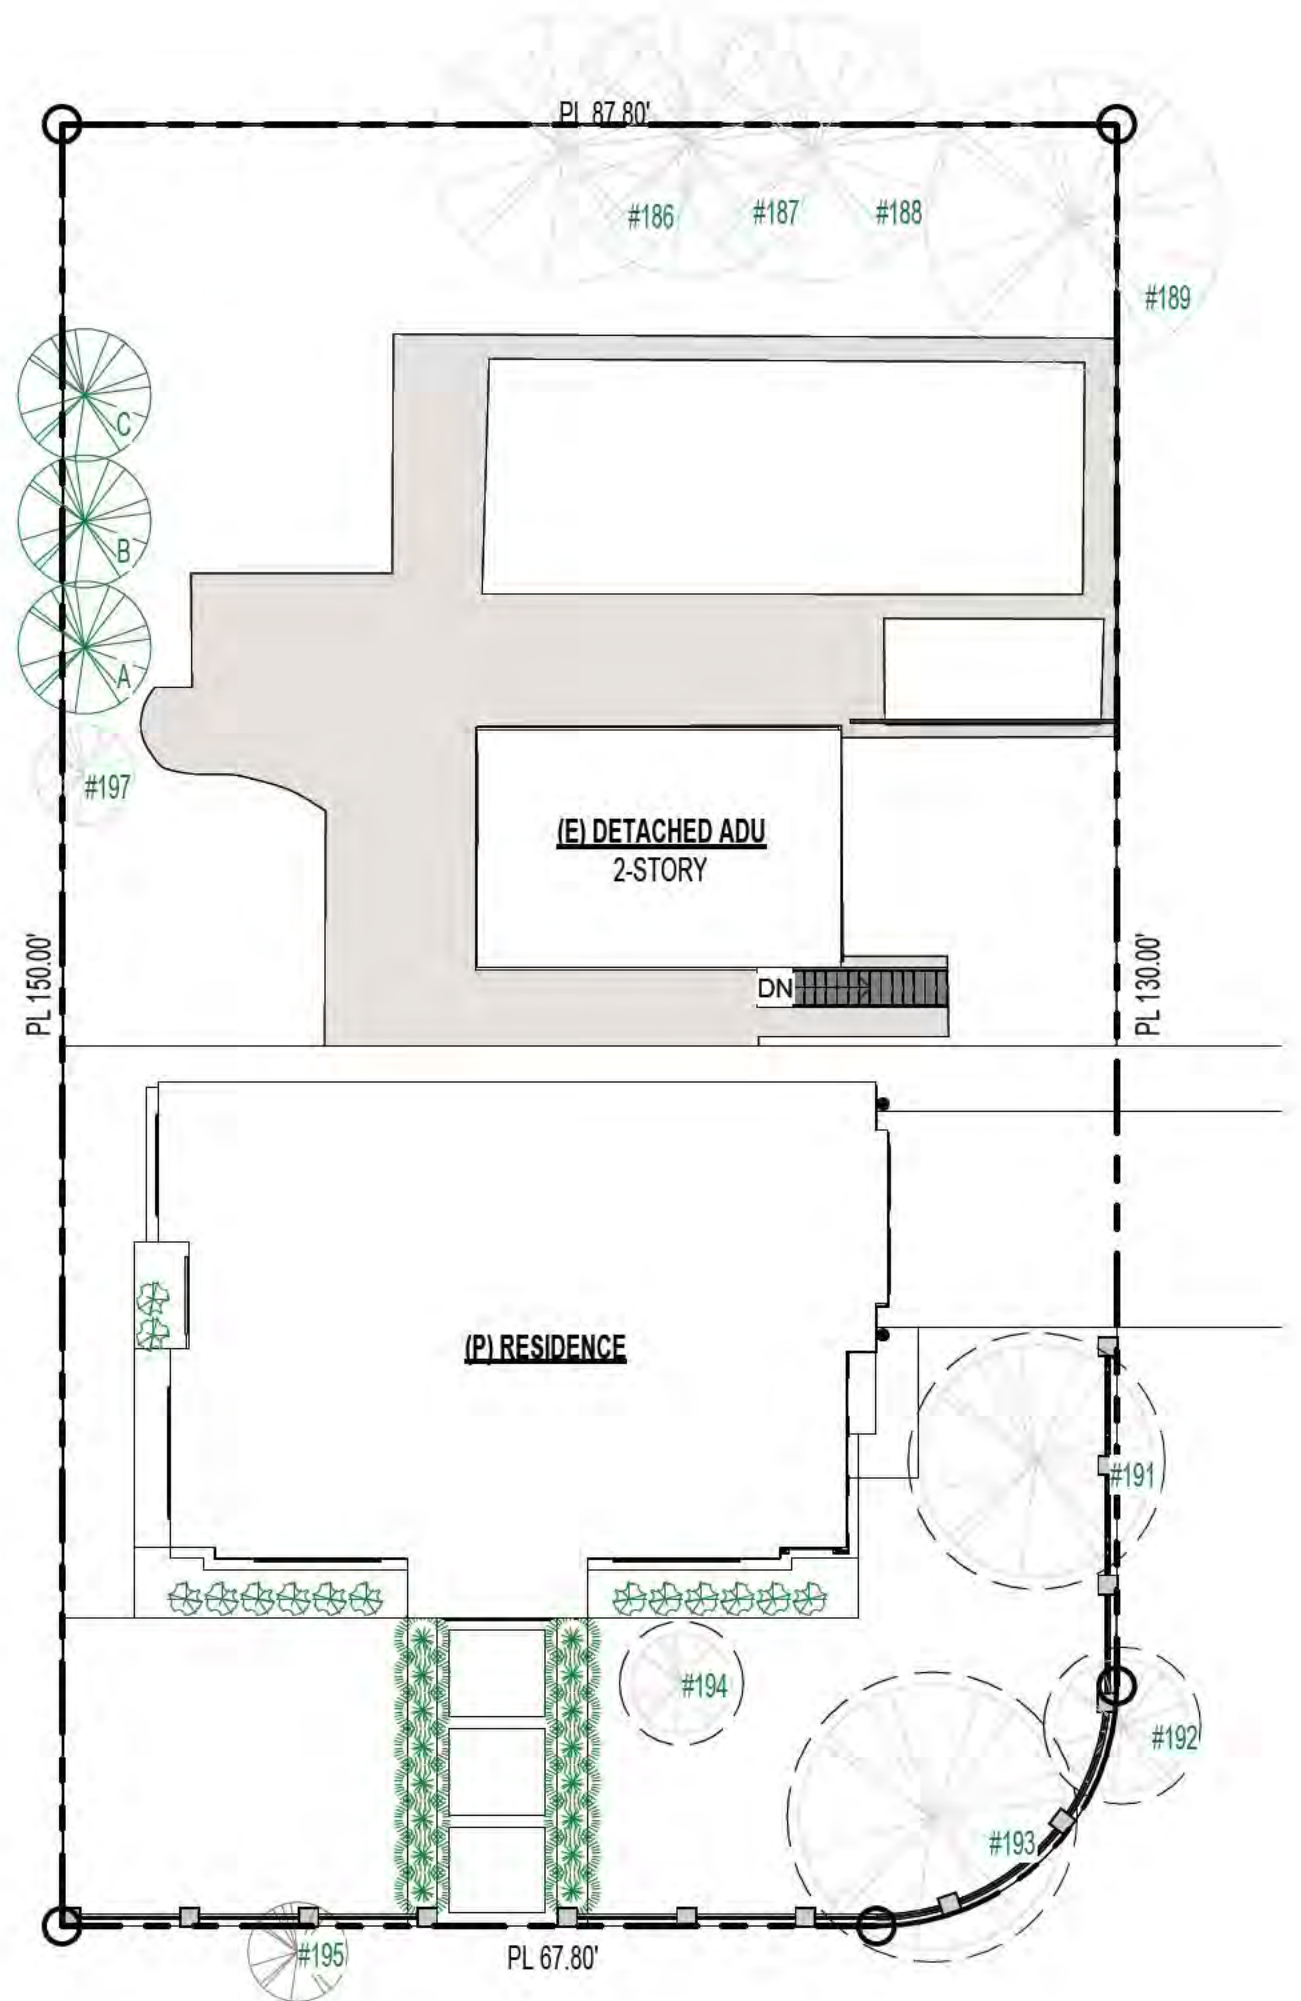 PL 87.80'
#186
#187
#188
#189
C
B
A
#197
(E) DETACHED ADU
2-STORY
PL 150.00'
PL 130.00'
DN
(P) RESIDENCE
#191
#194
#192
#193
#195
PL 67.80'